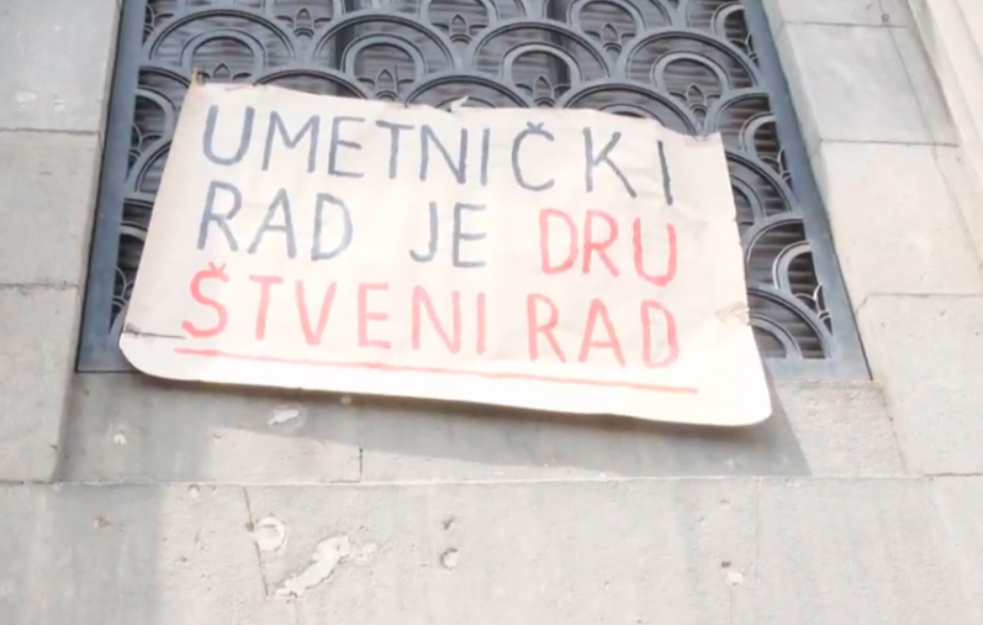 UMETNIČKI
RAD JE DRU
ŠTVENI RAD